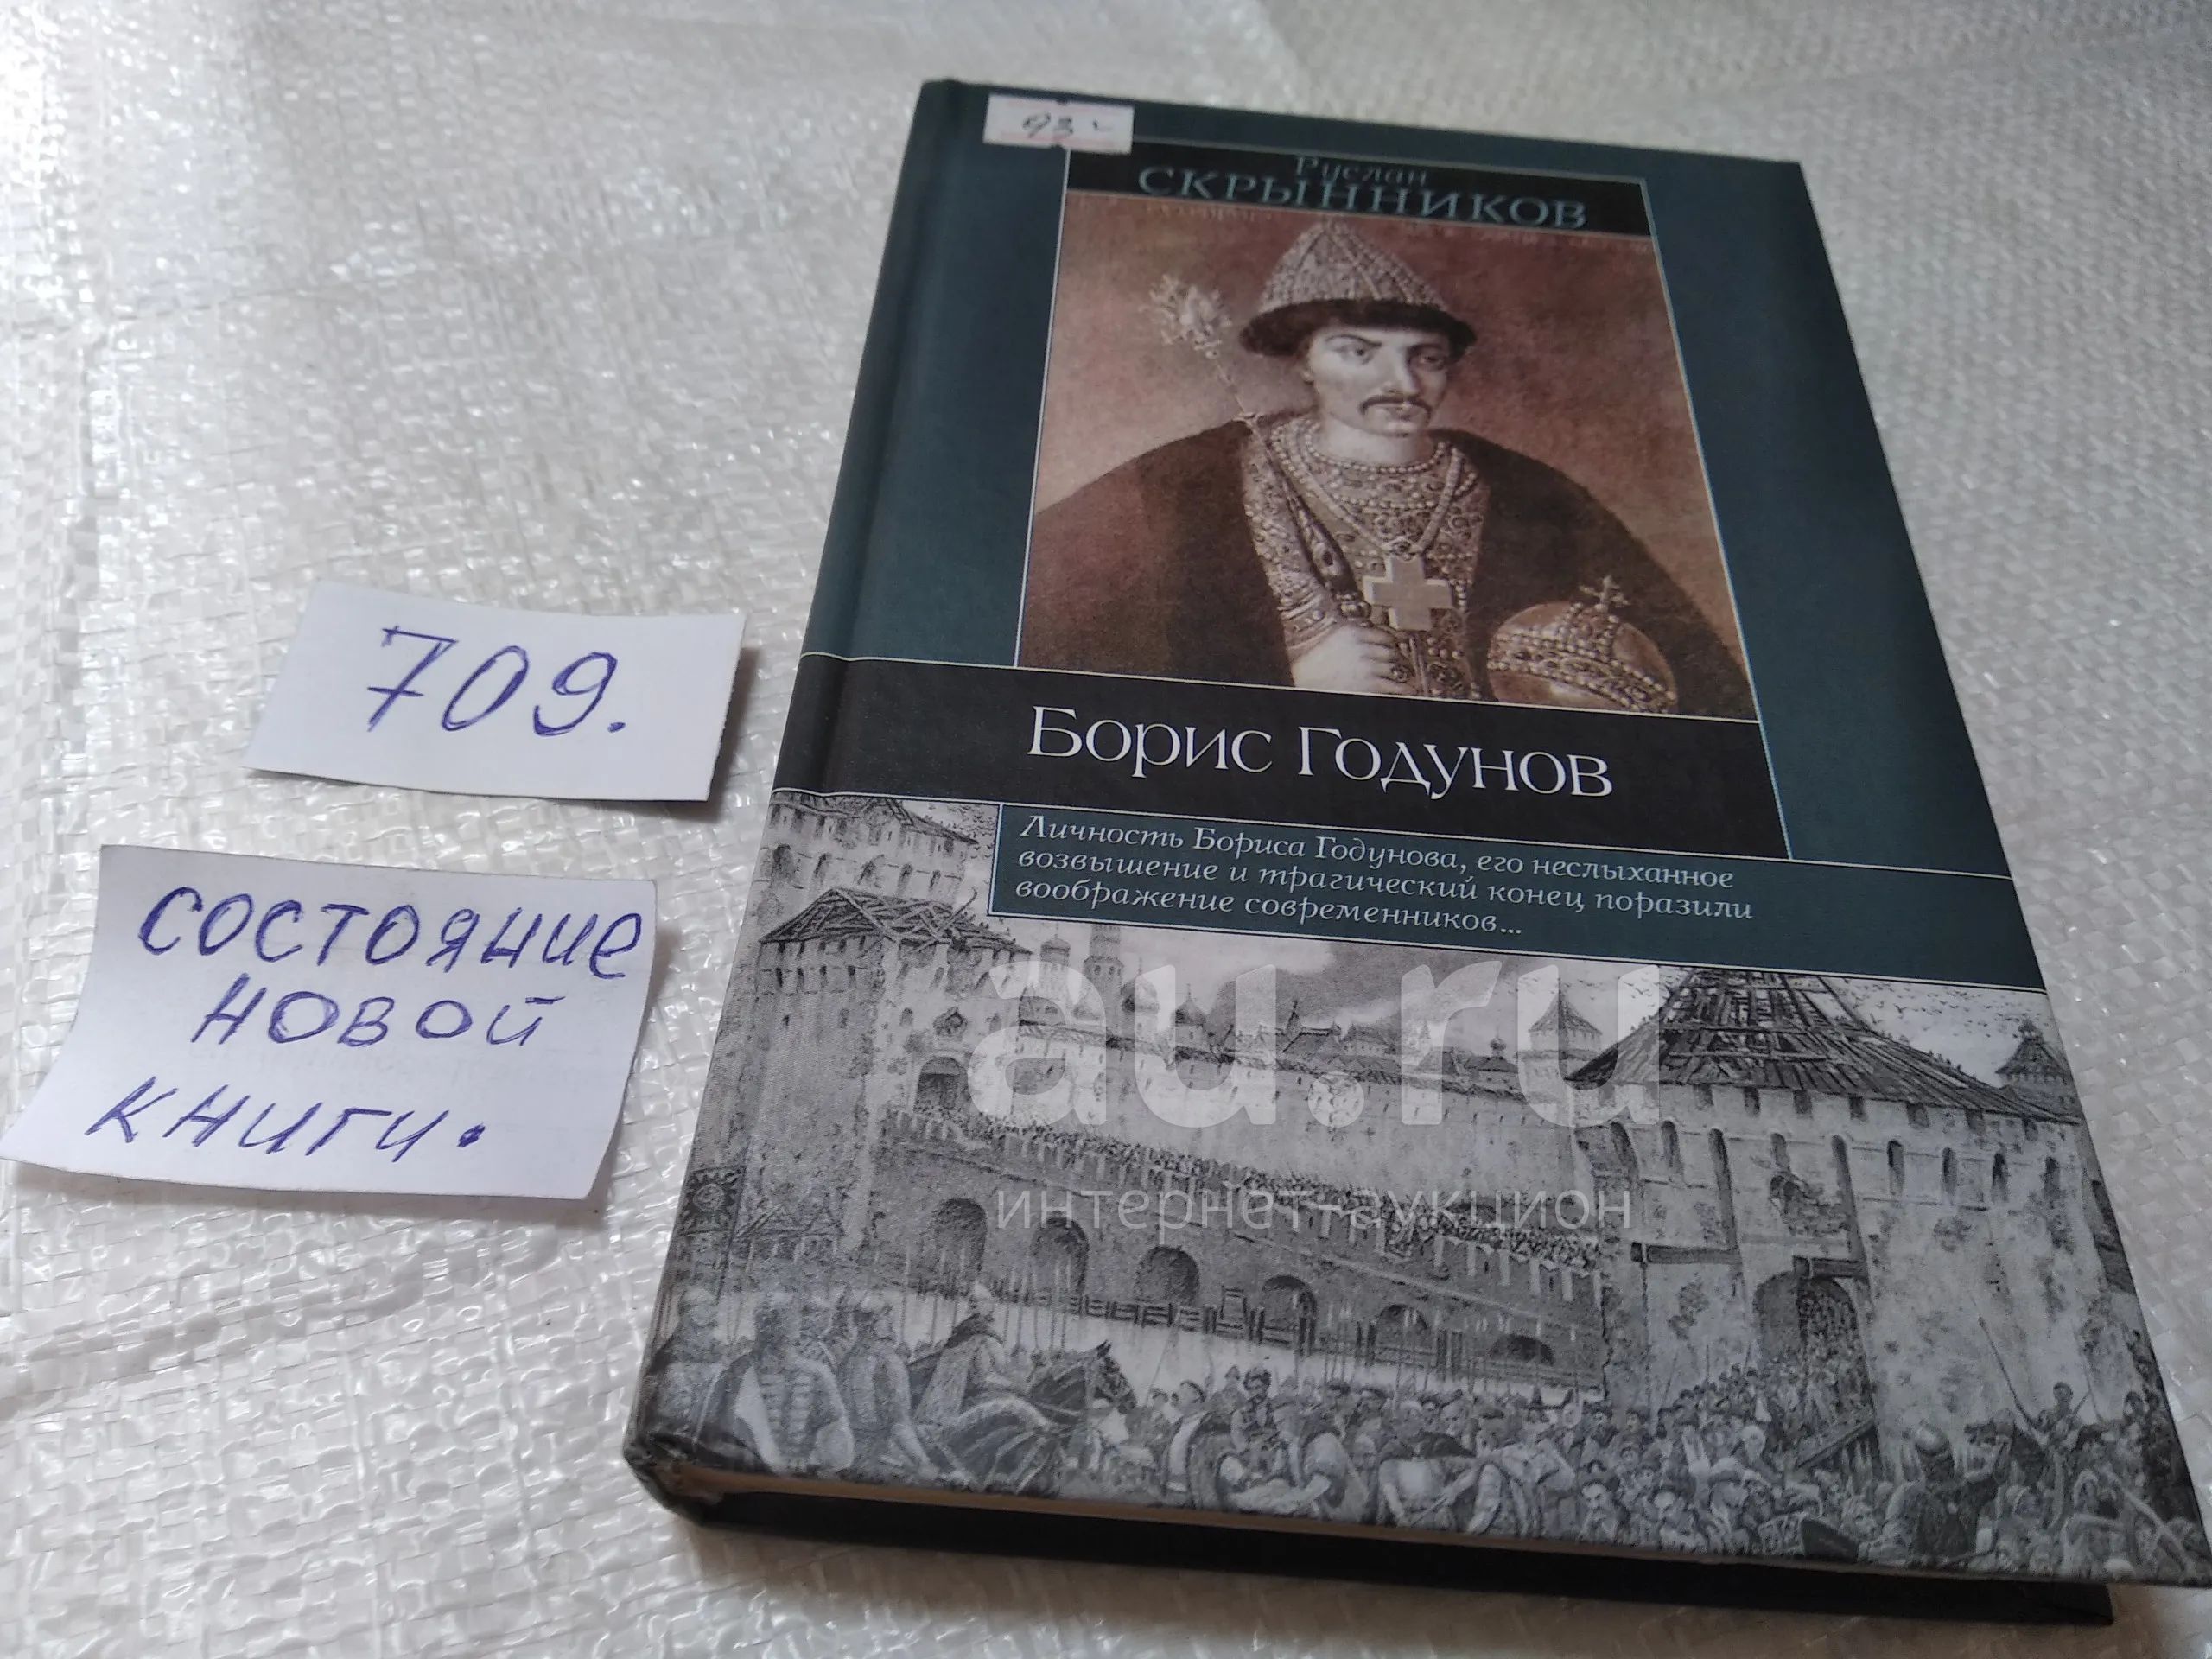 93
Руслан
СКРЫННИКОВ
709.
состояние
новой
книги.
Борис Годунов
Личность Бориса Годунова, его неслыханное
возвышение и трагический конец поразили
воображение современников...
au.ru
интернет-аукцион